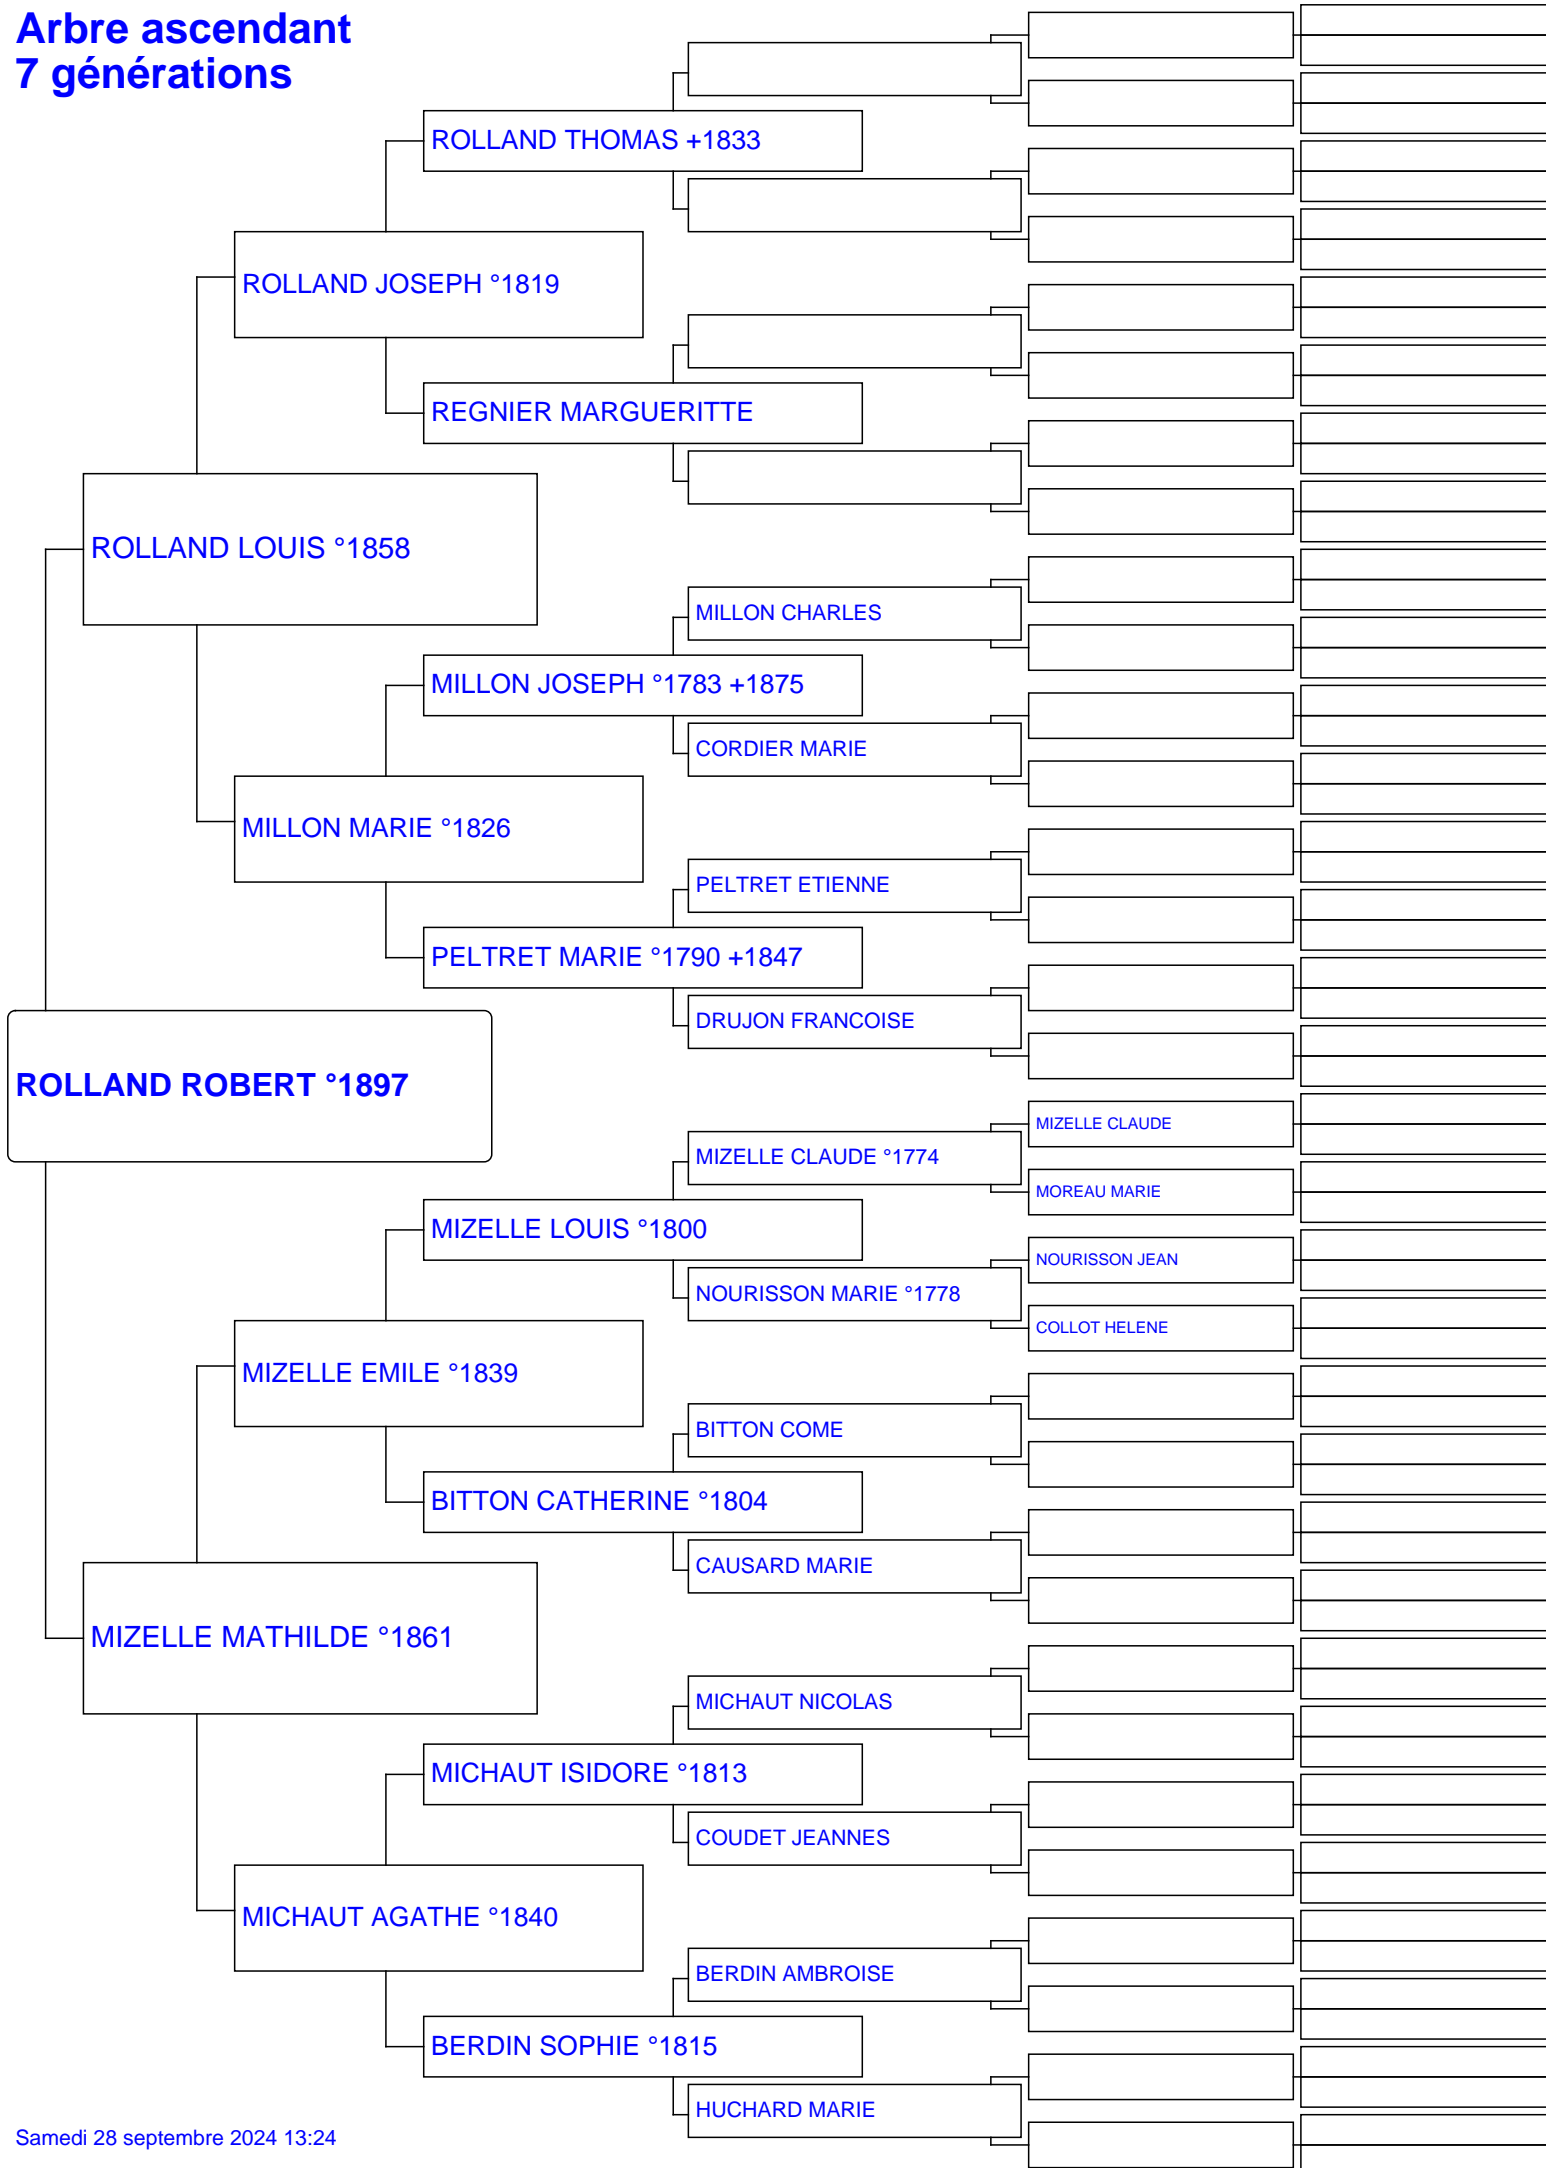 Arbre ascendant
7 générations
ROLLAND THOMAS +1833
ROLLAND JOSEPH °1819
REGNIER MARGUERITTE
ROLLAND LOUIS °1858
MILLON CHARLES
MILLON JOSEPH °1783 +1875
CORDIER MARIE
MILLON MARIE °1826
PELTRET ETIENNE
PELTRET MARIE °1790 +1847
DRUJON FRANCOISE
ROLLAND ROBERT °1897
MIZELLE CLAUDE
MIZELLE CLAUDE °1774
MOREAU MARIE
MIZELLE LOUIS °1800
NOURISSON JEAN
NOURISSON MARIE °1778
COLLOT HELENE
MIZELLE EMILE °1839
BITTON COME
BITTON CATHERINE °1804
CAUSARD MARIE
MIZELLE MATHILDE °1861
MICHAUT NICOLAS
MICHAUT ISIDORE °1813
COUDET JEANNES
MICHAUT AGATHE °1840
BERDIN AMBROISE
BERDIN SOPHIE °1815
HUCHARD MARIE
Samedi 28 septembre 2024 13:24